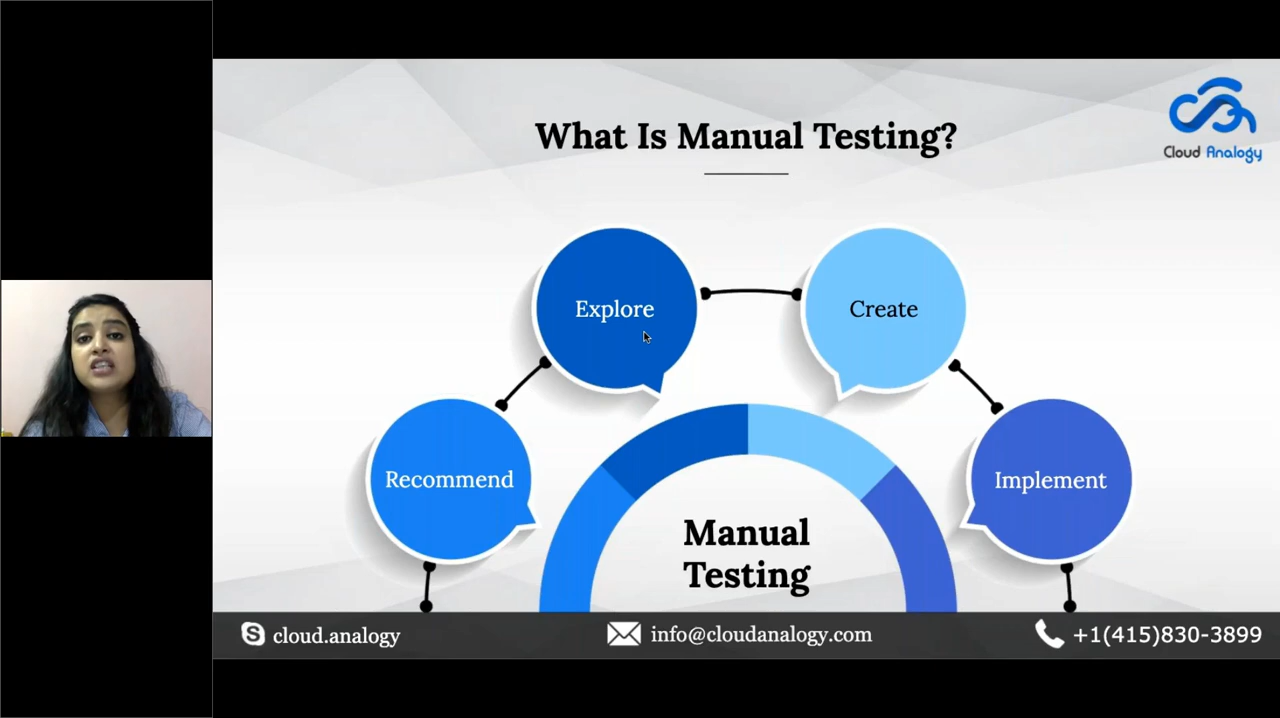 What Is Manual Testing?
Cloud Analogy
Explore
Create
Recommend
Implement
Manual
Testing
cloud.analogy
info@cloudanalogy.com
+1(415)830-3899